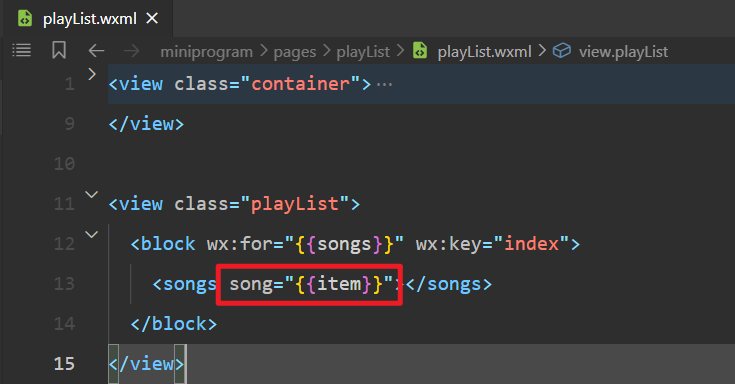 playList.wxml
miniprogram > pages > playList > playList.wxml > view.playList
1 <view class="container">…
9 </view>
10
11 <view class="playList">
12 <block wx:for="{{songs}}" wx:key="index">
13 <songs song="{{item}}"></songs>
14 </block>
15 </view>